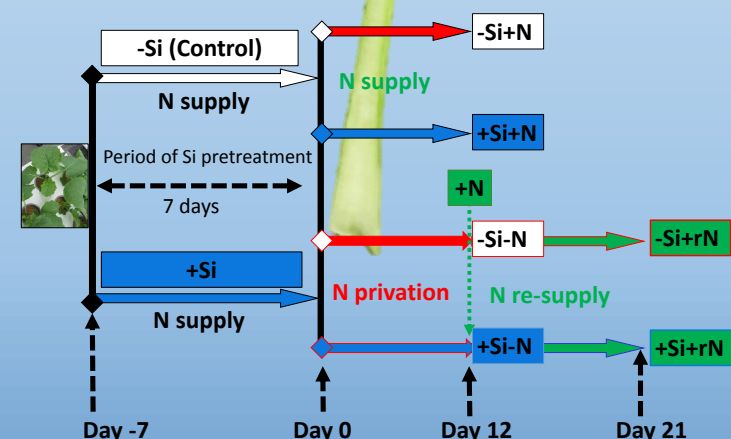 -Si (Control)
N supply
-Si+N
N supply
+Si+N
Period of Si pretreatment
7 days
+N
-Si-N
-Si+rN
+Si
N supply
N privation
N re-supply
+Si-N
+Si+rN
Day -7
Day 0
Day 12
Day 21